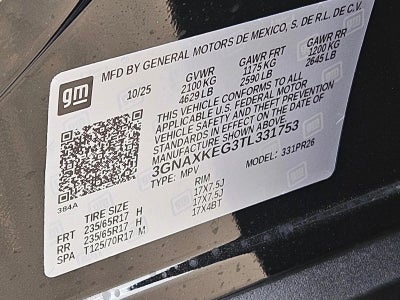 gm
MFD BY GENERAL MOTORS DE MEXICO, S. DE R.L. DE C.V.
10/25 GVWR GAWR FRT GAWR RR
2100 KG 1175 KG 1200 KG
4629 LB 2590 LB 2645 LB
THIS VEHICLE CONFORMS TO ALL
APPLICABLE U.S. FEDERAL MOTOR
VEHICLE SAFETY AND THEFT PREVENTION
STANDARDS IN EFFECT ON THE DATE OF
MANUFACTURE SHOWN ABOVE.
3GNAXKEG3TL331753
TYPE: MPV MODEL: 331PR26
384A
TIRE SIZE RIM
FRT 235/65R17 H 17X7.5J
RR 235/65R17 H 17X7.5J
SPA T125/70R17 M 17X4BT